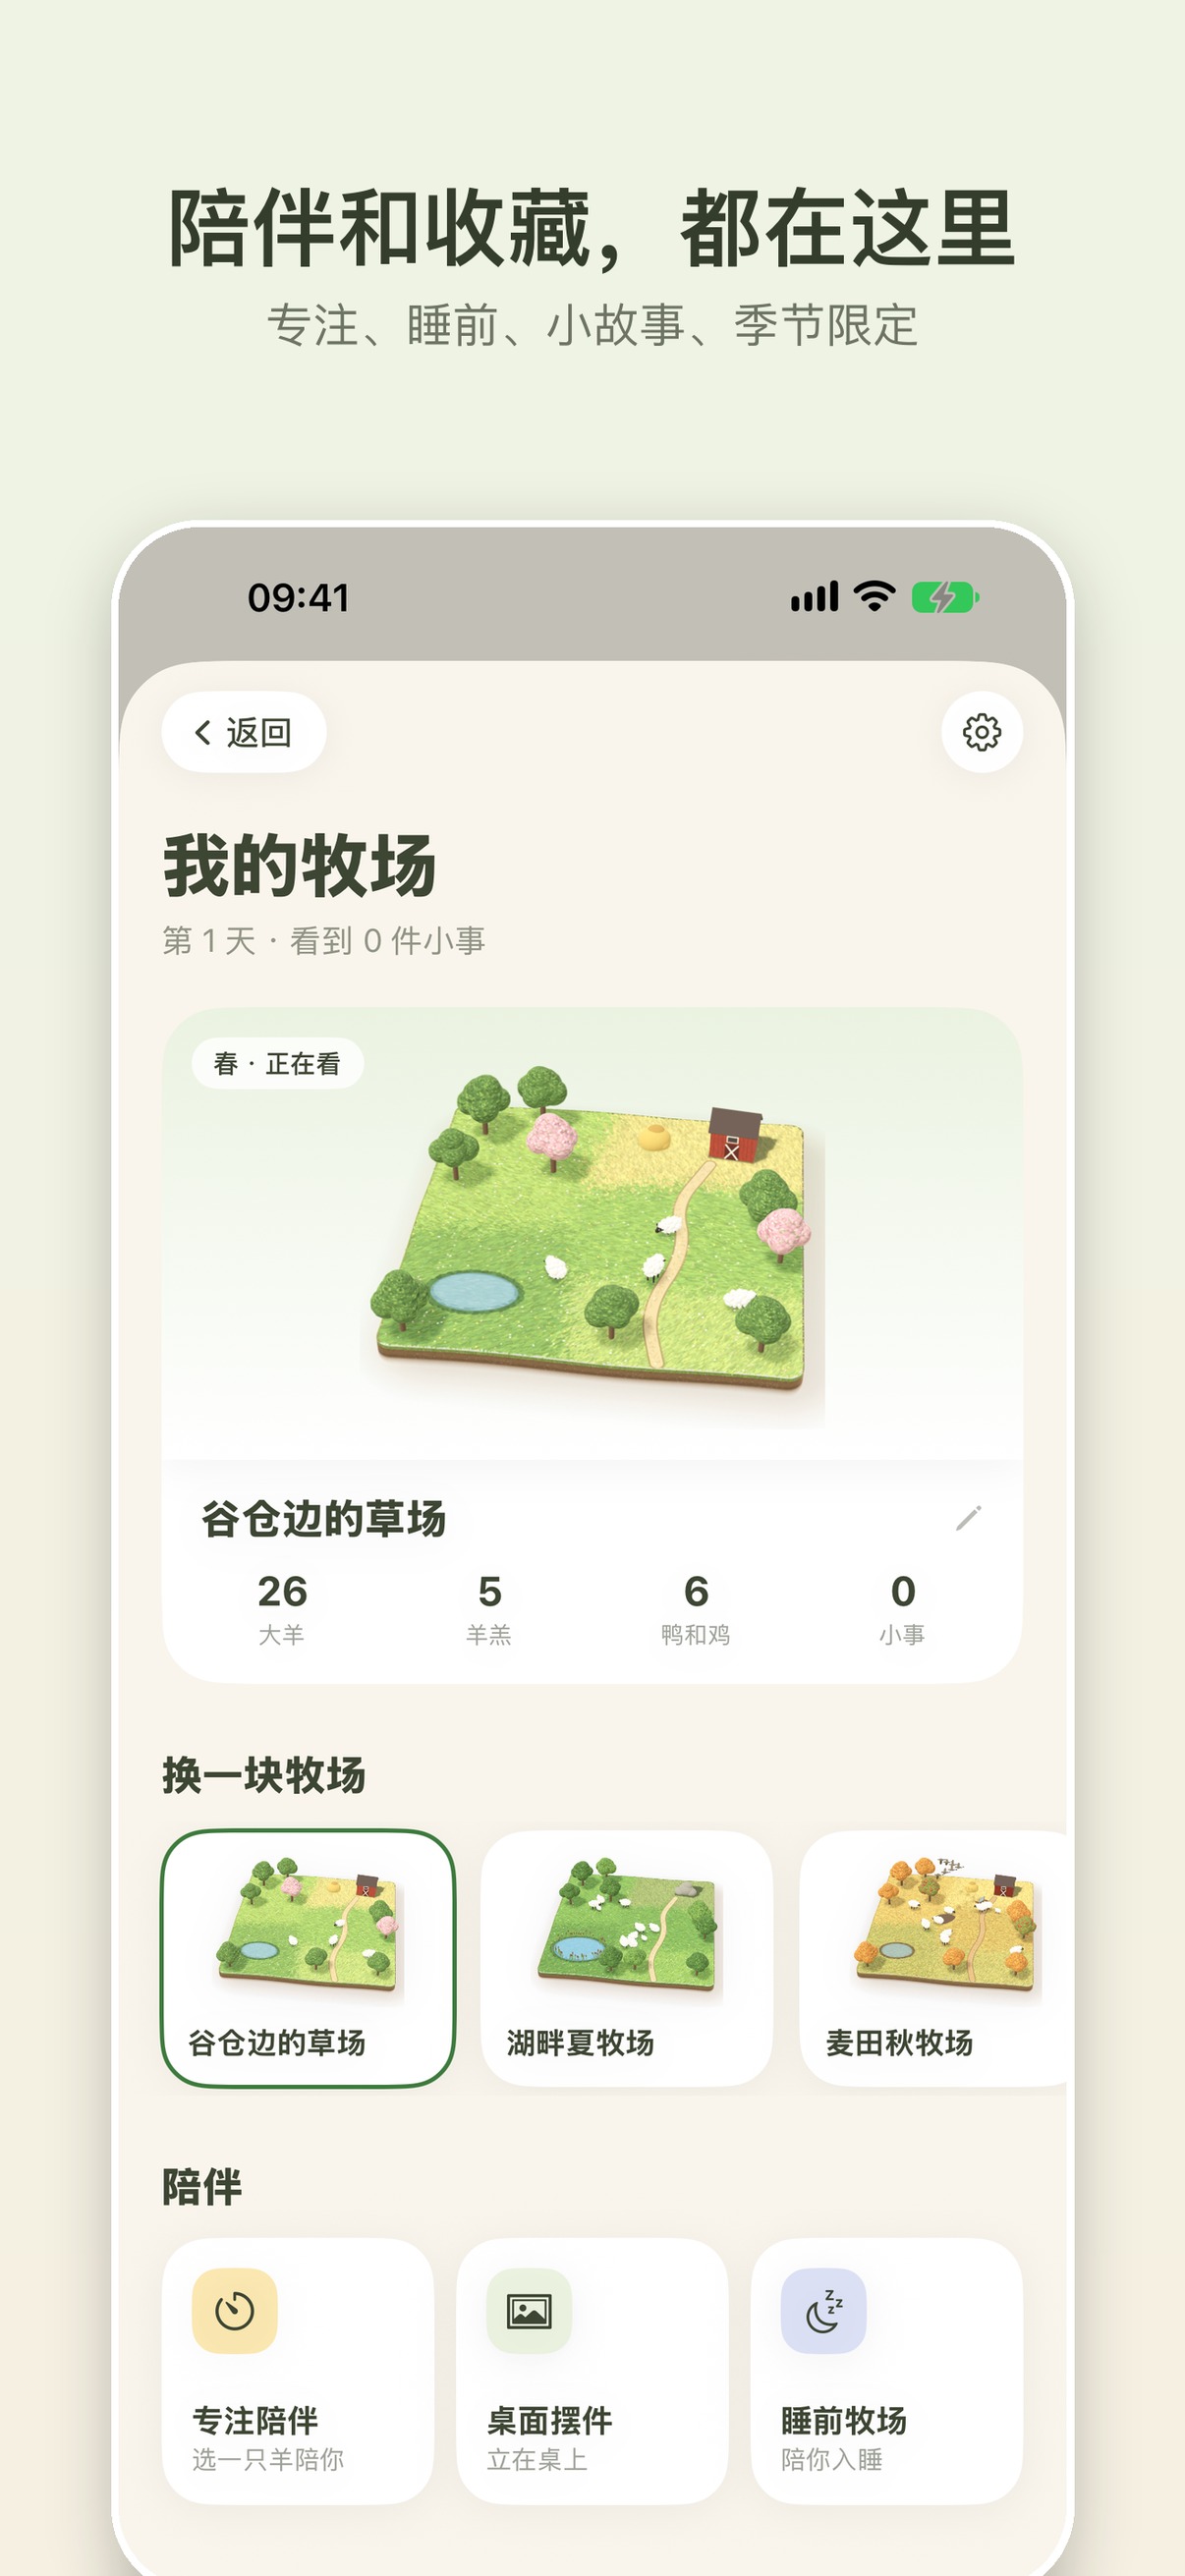 陪伴和收藏，都在这里
专注、睡前、小故事、季节限定
09:41
返回
我的牧场
第 1 天 · 看到 0 件小事
春 · 正在看
谷仓边的草场
26 5 6 0
大羊 羊羔 鸭和鸡 小事
换一块牧场
谷仓边的草场 湖畔夏牧场 麦田秋牧场
陪伴
专注陪伴 桌面摆件 睡前牧场
选一只羊陪你 立在桌上 陪你入睡